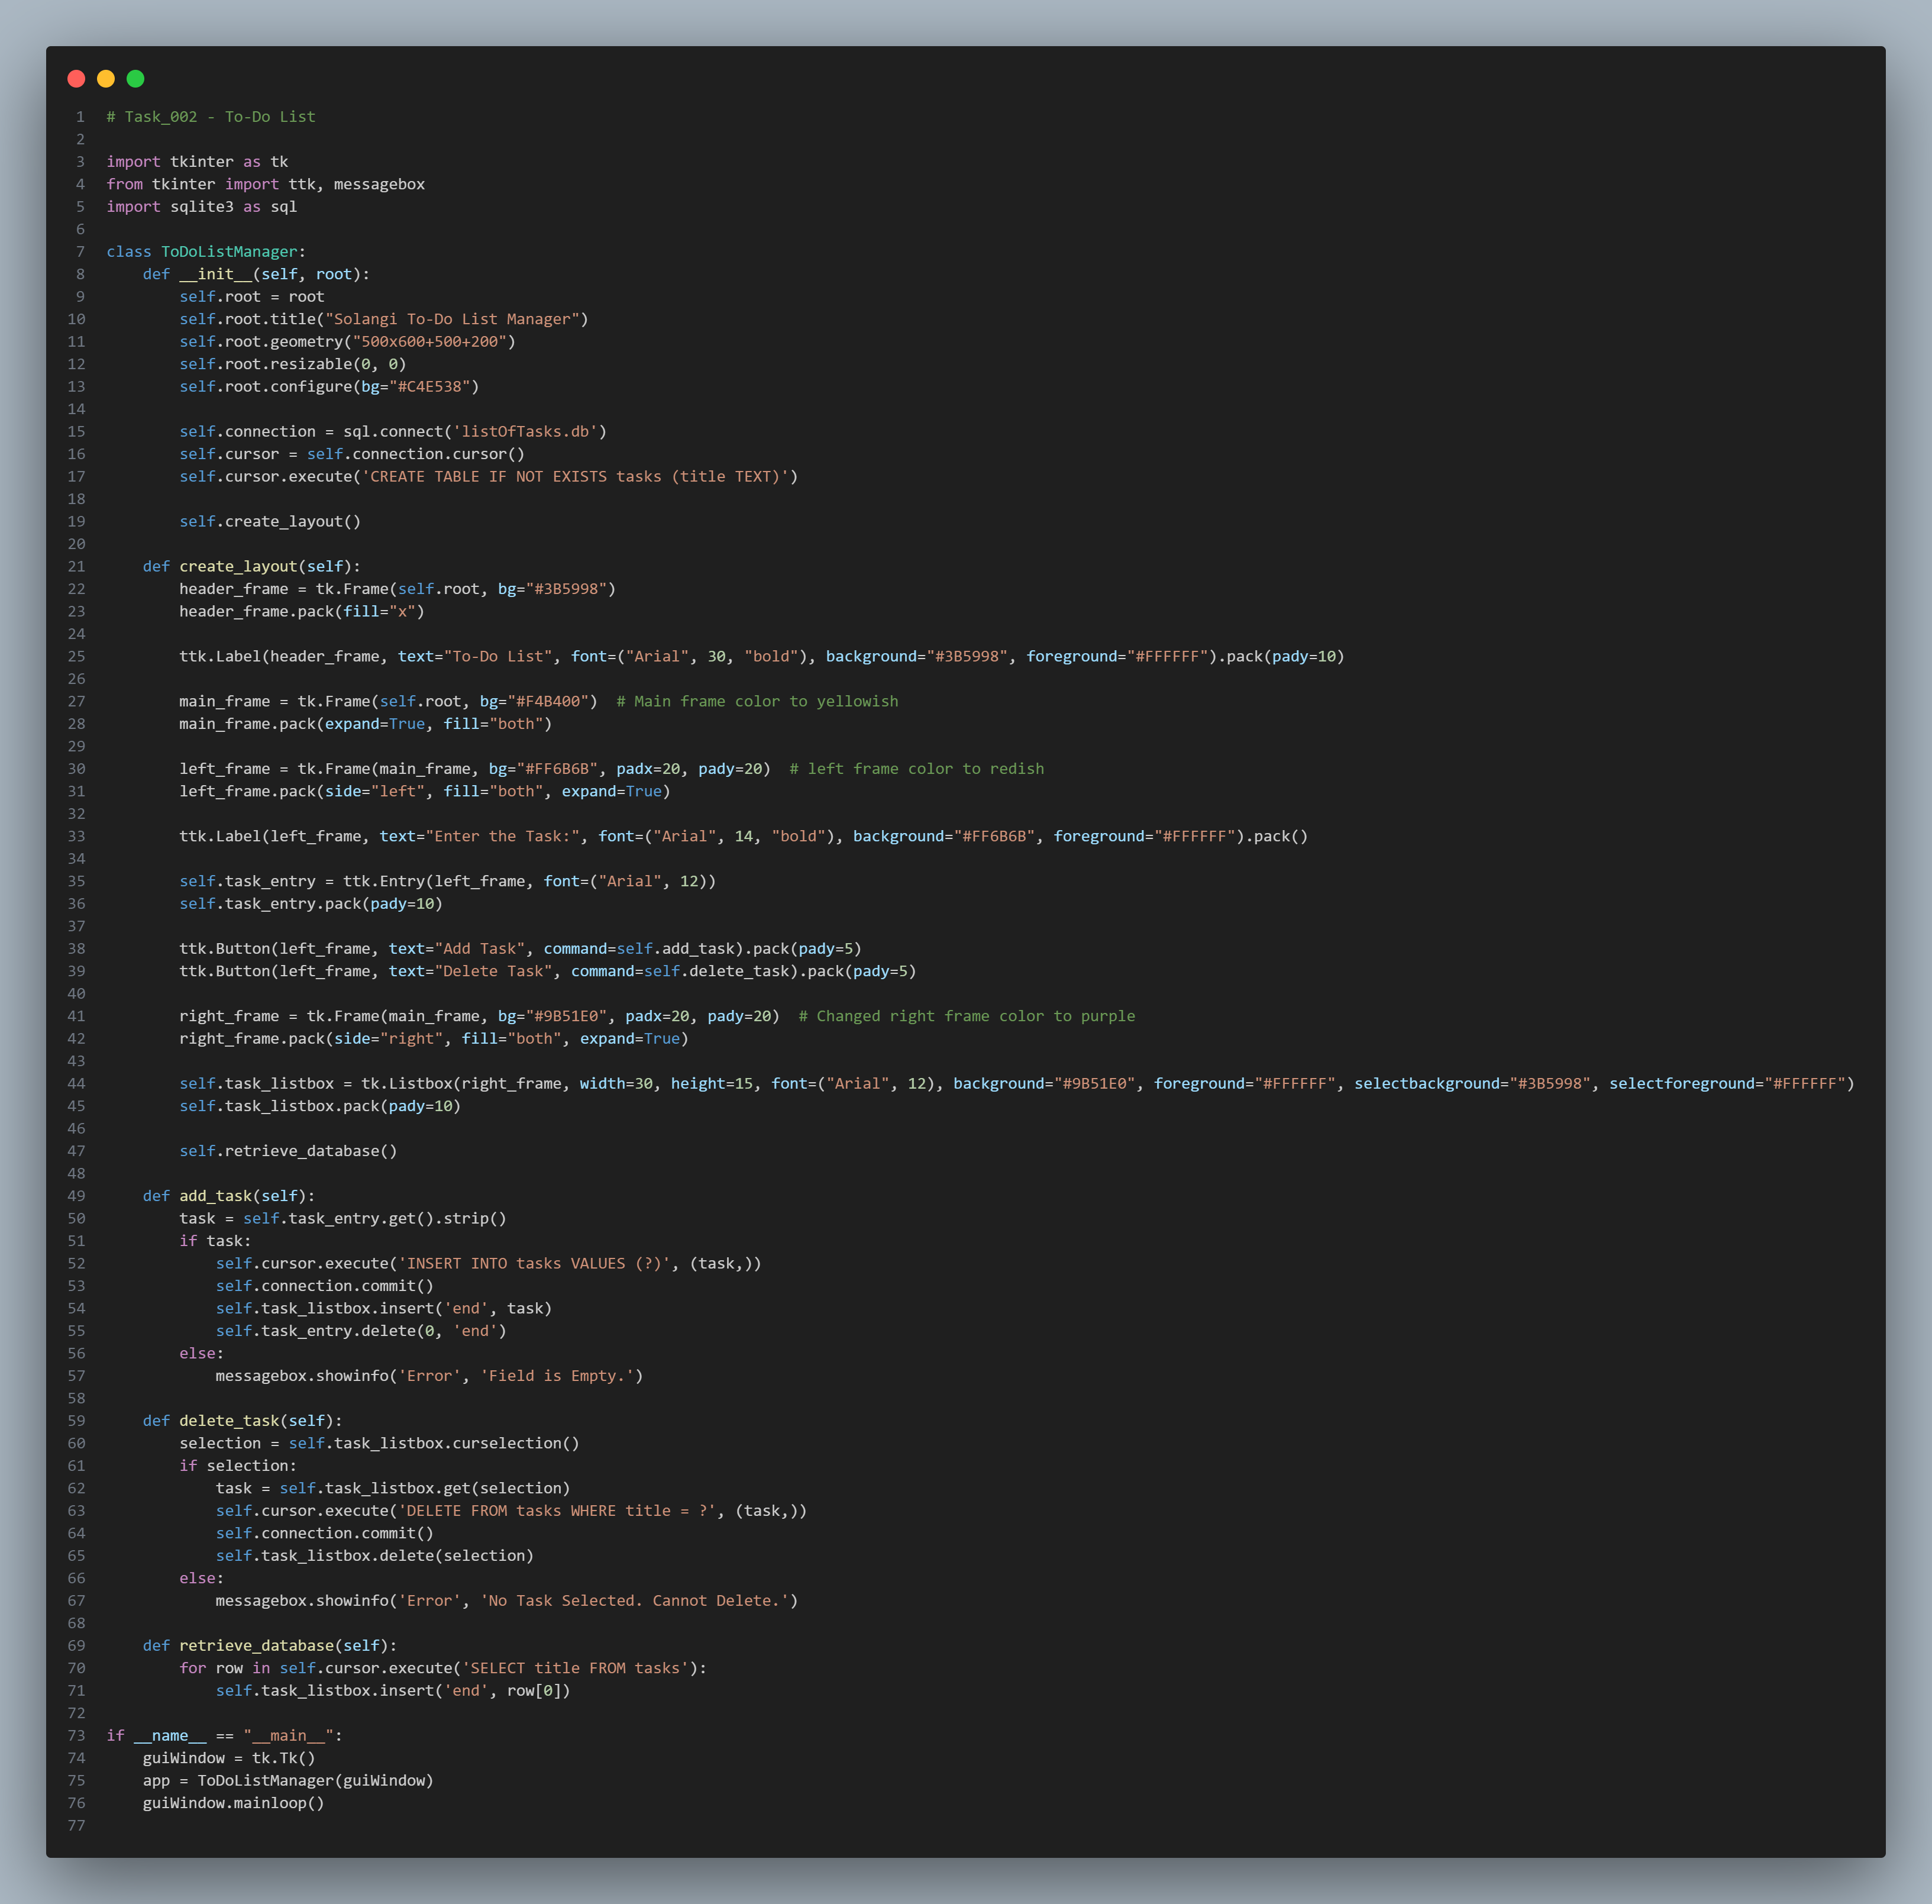 1 # Task_002 - To-Do List
2
3 import tkinter as tk
4 from tkinter import ttk, messagebox
5 import sqlite3 as sql
6
7 class ToDoListManager:
8     def __init__(self, root):
9         self.root = root
10         self.root.title("Solangi To-Do List Manager")
11         self.root.geometry("500x600+500+200")
12         self.root.resizable(0, 0)
13         self.root.configure(bg="#C4E538")
14
15         self.connection = sql.connect('listOfTasks.db')
16         self.cursor = self.connection.cursor()
17         self.cursor.execute('CREATE TABLE IF NOT EXISTS tasks (title TEXT)')
18
19         self.create_layout()
20
21     def create_layout(self):
22         header_frame = tk.Frame(self.root, bg="#3B5998")
23         header_frame.pack(fill="x")
24
25         ttk.Label(header_frame, text="To-Do List", font=("Arial", 30, "bold"), background="#3B5998", foreground="#FFFFFF").pack(pady=10)
26
27         main_frame = tk.Frame(self.root, bg="#F4B400")  # Main frame color to yellowish
28         main_frame.pack(expand=True, fill="both")
29
30         left_frame = tk.Frame(main_frame, bg="#FF6B6B", padx=20, pady=20)  # left frame color to redish
31         left_frame.pack(side="left", fill="both", expand=True)
32
33         ttk.Label(left_frame, text="Enter the Task:", font=("Arial", 14, "bold"), background="#FF6B6B", foreground="#FFFFFF").pack()
34
35         self.task_entry = ttk.Entry(left_frame, font=("Arial", 12))
36         self.task_entry.pack(pady=10)
37
38         ttk.Button(left_frame, text="Add Task", command=self.add_task).pack(pady=5)
39         ttk.Button(left_frame, text="Delete Task", command=self.delete_task).pack(pady=5)
40
41         right_frame = tk.Frame(main_frame, bg="#9B51E0", padx=20, pady=20)  # Changed right frame color to purple
42         right_frame.pack(side="right", fill="both", expand=True)
43
44         self.task_listbox = tk.Listbox(right_frame, width=30, height=15, font=("Arial", 12), background="#9B51E0", foreground="#FFFFFF", selectbackground="#3B5998", selectforeground="#FFFFFF")
45         self.task_listbox.pack(pady=10)
46
47         self.retrieve_database()
48
49     def add_task(self):
50         task = self.task_entry.get().strip()
51         if task:
52             self.cursor.execute('INSERT INTO tasks VALUES (?)', (task,))
53             self.connection.commit()
54             self.task_listbox.insert('end', task)
55             self.task_entry.delete(0, 'end')
56         else:
57             messagebox.showinfo('Error', 'Field is Empty.')
58
59     def delete_task(self):
60         selection = self.task_listbox.curselection()
61         if selection:
62             task = self.task_listbox.get(selection)
63             self.cursor.execute('DELETE FROM tasks WHERE title = ?', (task,))
64             self.connection.commit()
65             self.task_listbox.delete(selection)
66         else:
67             messagebox.showinfo('Error', 'No Task Selected. Cannot Delete.')
68
69     def retrieve_database(self):
70         for row in self.cursor.execute('SELECT title FROM tasks'):
71             self.task_listbox.insert('end', row[0])
72
73 if __name__ == "__main__":
74     guiWindow = tk.Tk()
75     app = ToDoListManager(guiWindow)
76     guiWindow.mainloop()
77